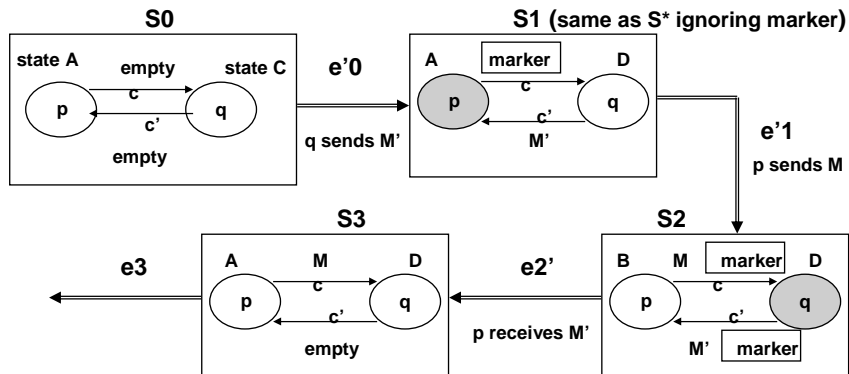 S0
S1 (same as S* ignoring marker)
state A
empty
state C
c
p
q
c'
empty
e'0
q sends M'
A
marker
D
c
p
q
c'
M'
e'1
p sends M
S3
S2
A
M
D
c
p
q
c'
empty
e3
e2'
p receives M'
B
M
marker
D
c
p
q
c'
M'
marker